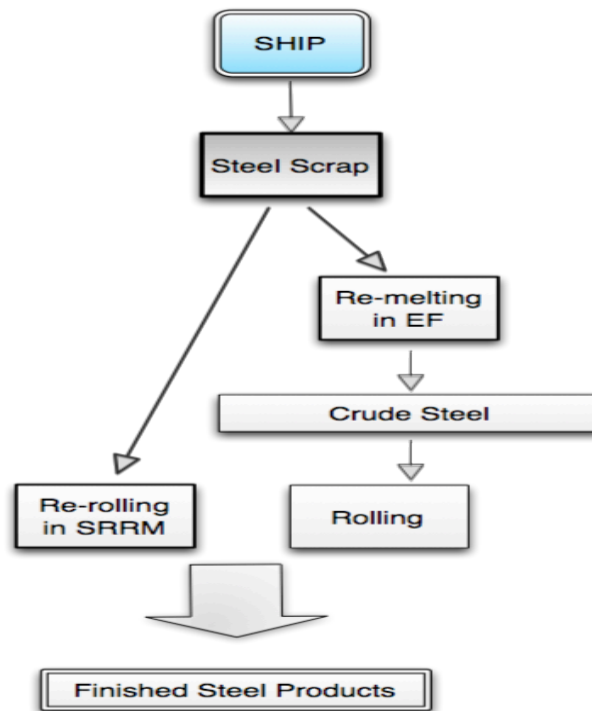 SHIP
Steel Scrap
Re-melting
in EF
Crude Steel
Re-rolling
in SRRM
Rolling
Finished Steel Products